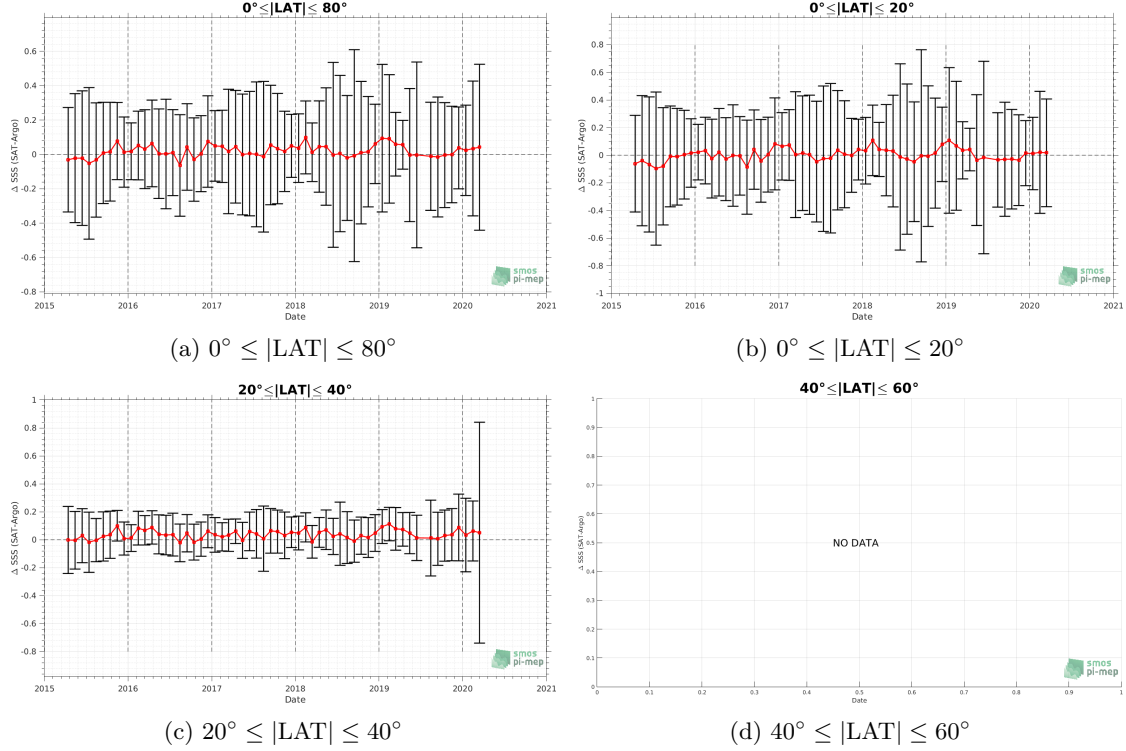 0°≤|LAT|≤ 80°
Δ SSS (SAT-Argo)
0.6
0.4
0.2
0
-0.2
-0.4
-0.6
-0.8
2015 2016 2017 2018 2019 2020 2021
Date
smos
pi-mep
(a) 0° ≤ |LAT| ≤ 80°
0°≤|LAT|≤ 20°
Δ SSS (SAT-Argo)
0.8
0.6
0.4
0.2
0
-0.2
-0.4
-0.6
-0.8
-1
2015 2016 2017 2018 2019 2020 2021
Date
smos
pi-mep
(b) 0° ≤ |LAT| ≤ 20°
20°≤|LAT|≤ 40°
Δ SSS (SAT-Argo)
1
0.8
0.6
0.4
0.2
0
-0.2
-0.4
-0.6
-0.8
2015 2016 2017 2018 2019 2020 2021
Date
smos
pi-mep
(c) 20° ≤ |LAT| ≤ 40°
40°≤|LAT|≤ 60°
Δ SSS (SAT-Argo)
1
0.9
0.8
0.7
0.6
0.5
0.4
0.3
0.2
0.1
0
NO DATA
0 0.1 0.2 0.3 0.4 0.5 0.6 0.7 0.8 0.9 1
Date
smos
pi-mep
(d) 40° ≤ |LAT| ≤ 60°